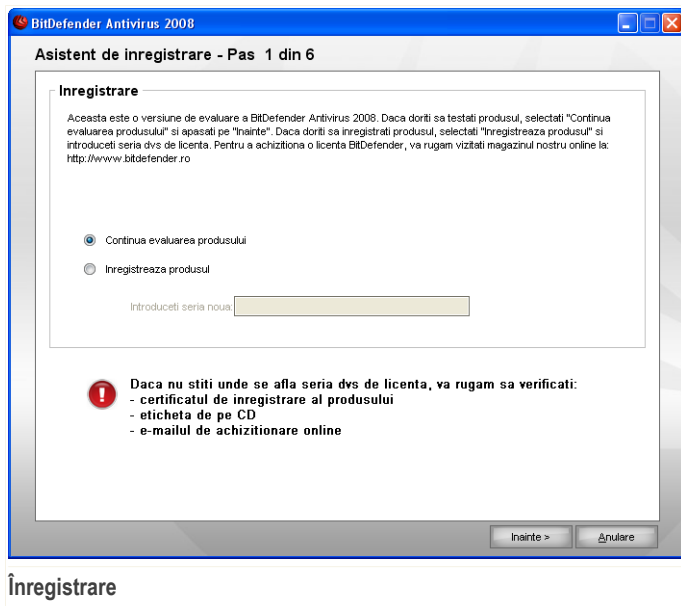 BitDefender Antivirus 2008
Asistent de inregistrare - Pas 1 din 6
Inregistrare
Aceasta este o versiune de evaluare a BitDefender Antivirus 2008. Daca doriti sa testati produsul, selectati "Continua
evaluarea produsului" si apasati pe "Inainte". Daca doriti sa inregistrati produsul, selectati "Inregistreaza produsul" si
introduceti seria dvs de licenta. Pentru a achizitiona o licenta BitDefender, va rugam vizitati magazinul nostru online la:
http://www.bitdefender.ro
Continua evaluarea produsului
Inregistreaza produsul
Introduceti seria noua:
Daca nu stiti unde se afla seria dvs de licenta, va rugam sa verificati:
- certificatul de inregistrare al produsului
- eticheta de pe CD
- e-mailul de achizitionare online
Inainte >
Anulare
Înregistrare